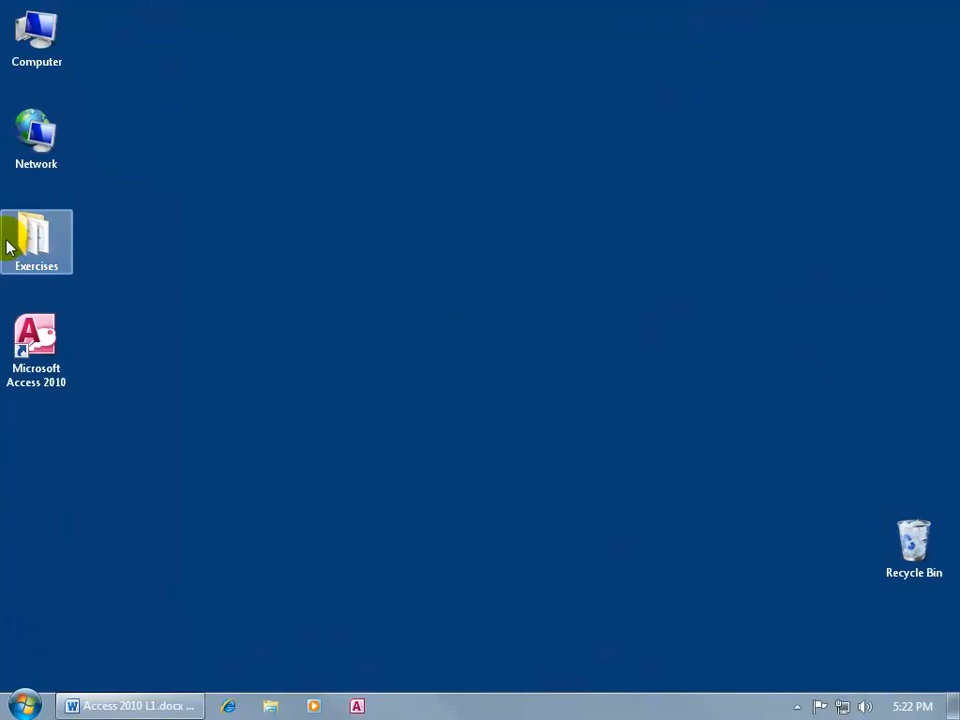 Computer
Network
Exercises
Microsoft
Access 2010
Recycle Bin
Access 2010 L1.docx ...
5:22 PM